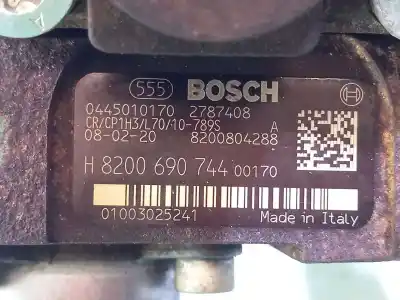 555 BOSCH
0445010170 2787408
CR/CP1H3/L70/10-789S A
08-02-20 8200804288
H 8200 690 744 00170
01003025241 Made in Italy